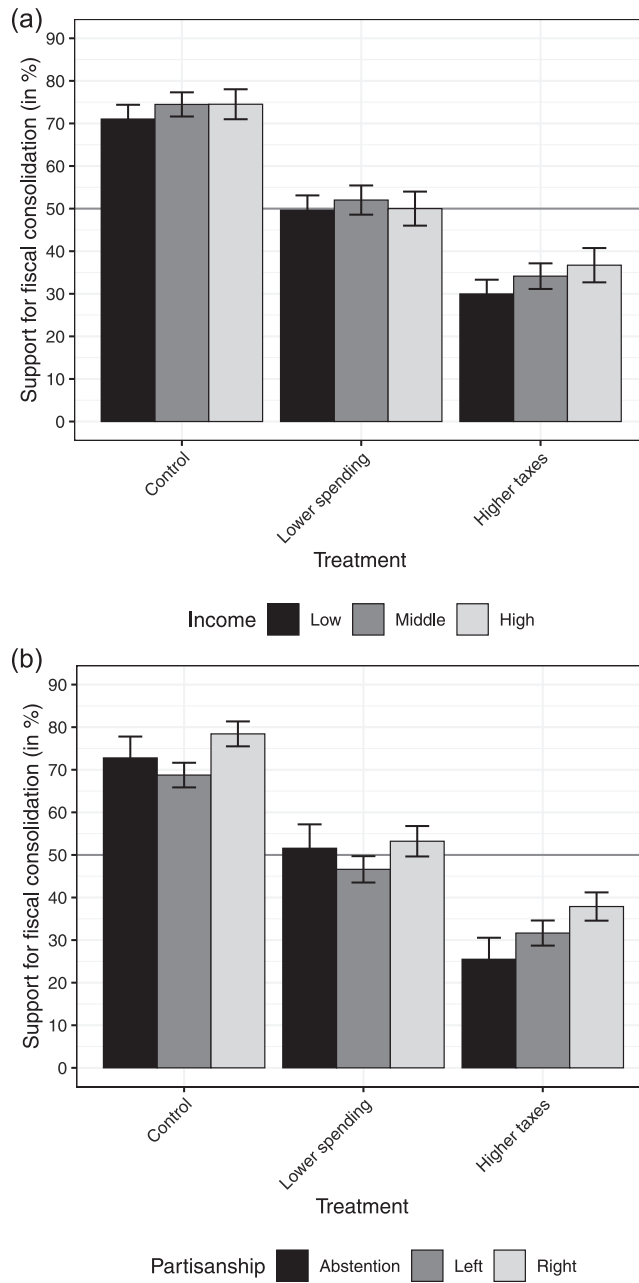 (a)
Support for fiscal consolidation (in %)
90
80
70
60
50
40
30
20
10
0
Control
Lower spending
Higher taxes
Treatment
Income Low Middle High
(b)
Support for fiscal consolidation (in %)
90
80
70
60
50
40
30
20
10
0
Control
Lower spending
Higher taxes
Treatment
Partisanship Abstention Left Right